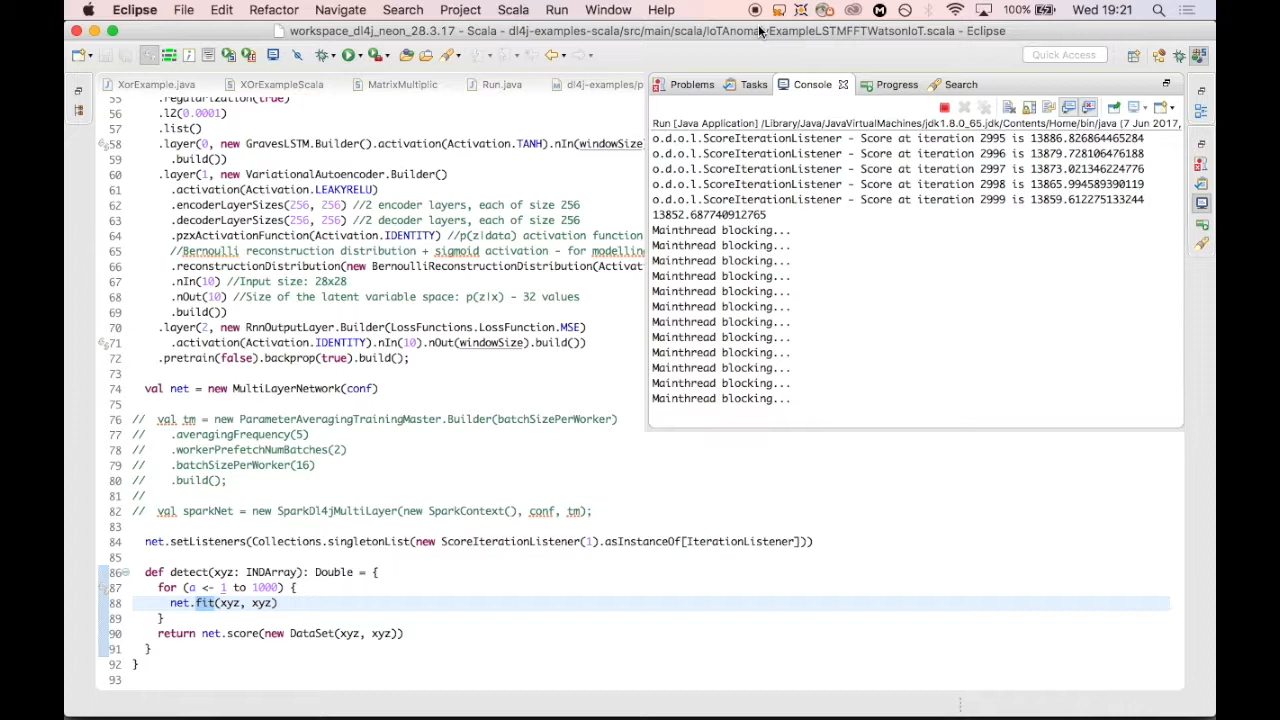 Eclipse File Edit Refactor Navigate Search Project Scala Run Window Help 100% Wed 19:21
workspace_dl4j_neon_28.3.17 - Scala - dl4j-examples-scala/src/main/scala/IoTAnoma ExampleLSTMFFTWatsonIoT.scala - Eclipse
Quick Access
XorExample.java XOrExampleScala MatrixMultiplic Run.java dl4j-examples/p
55 .regularization(true)
56 .l2(0.0001)
57 .list()
58 .layer(0, new GravesLSTM.Builder().activation(Activation.TANH).nIn(windowSize)
59 .build())
60 .layer(1, new VariationalAutoencoder.Builder()
61 .activation(Activation.LEAKYRELU)
62 .encoderLayerSizes(256, 256) //2 encoder layers, each of size 256
63 .decoderLayerSizes(256, 256) //2 decoder layers, each of size 256
64 .pzxActivationFunction(Activation.IDENTITY) //p(z|data) activation function
65 //Bernoulli reconstruction distribution + sigmoid activation - for modelling
66 .reconstructionDistribution(new BernoulliReconstructionDistribution(Activat
67 .nIn(10) //Input size: 28x28
68 .nOut(10) //Size of the latent variable space: p(z|x) - 32 values
69 .build())
70 .layer(2, new RnnOutputLayer.Builder(LossFunctions.LossFunction.MSE)
71 .activation(Activation.IDENTITY).nIn(10).nOut(windowSize).build())
72 .pretrain(false).backprop(true).build();
73
74 val net = new MultiLayerNetwork(conf)
75
76 // val tm = new ParameterAveragingTrainingMaster.Builder(batchSizePerWorker)
77 // .averagingFrequency(5)
78 // .workerPrefetchNumBatches(2)
79 // .batchSizePerWorker(16)
80 // .build();
81 //
82 // val sparkNet = new SparkDl4jMultiLayer(new SparkContext(), conf, tm);
83
84 net.setListeners(Collections.singletonList(new ScoreIterationListener(1).asInstanceOf[IterationListener]))
85
86 def detect(xyz: INDArray): Double = {
87 for (a <- 1 to 1000) {
88 net.fit(xyz, xyz)
89 }
90 return net.score(new DataSet(xyz, xyz))
91 }
92 }
93
Problems Tasks Console Progress Search
Run [Java Application] /Library/Java/JavaVirtualMachines/jdk1.8.0_65.jdk/Contents/Home/bin/java (7 Jun 2017,
o.d.o.l.ScoreIterationListener - Score at iteration 2995 is 13886.826864465284
o.d.o.l.ScoreIterationListener - Score at iteration 2996 is 13879.728106476188
o.d.o.l.ScoreIterationListener - Score at iteration 2997 is 13873.021346224776
o.d.o.l.ScoreIterationListener - Score at iteration 2998 is 13865.994589390119
o.d.o.l.ScoreIterationListener - Score at iteration 2999 is 13859.612275133244
13852.687740912765
Mainthread blocking...
Mainthread blocking...
Mainthread blocking...
Mainthread blocking...
Mainthread blocking...
Mainthread blocking...
Mainthread blocking...
Mainthread blocking...
Mainthread blocking...
Mainthread blocking...
Mainthread blocking...
Mainthread blocking...